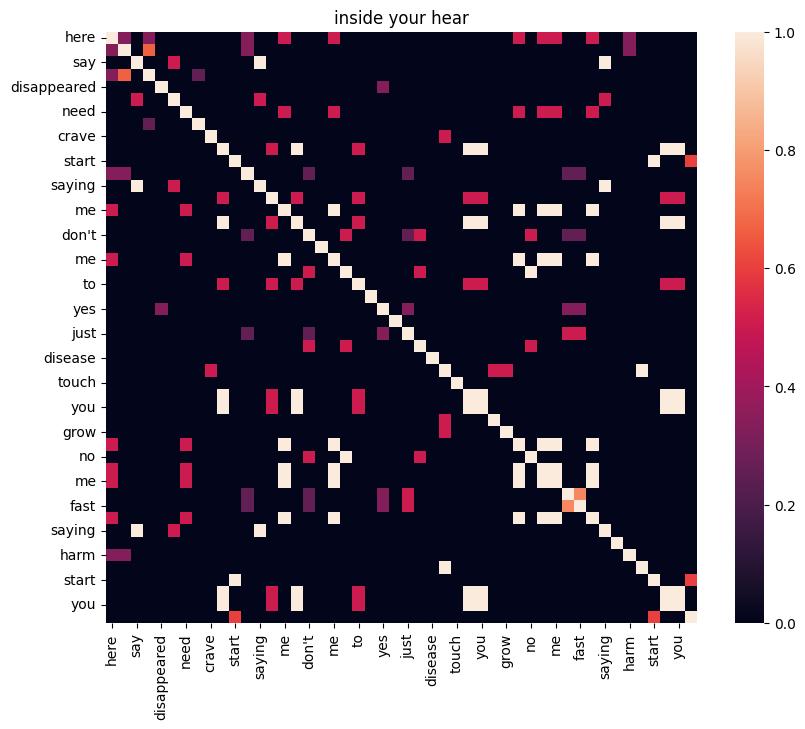 inside your hear
here
say
disappeared
need
crave
start
saying
me
don't
me
to
yes
just
disease
touch
you
grow
no
me
fast
saying
harm
start
you
1.0
0.8
0.6
0.4
0.2
0.0
here
say
disappeared
need
crave
start
saying
me
don't
me
to
yes
just
disease
touch
you
grow
no
me
fast
saying
harm
start
you